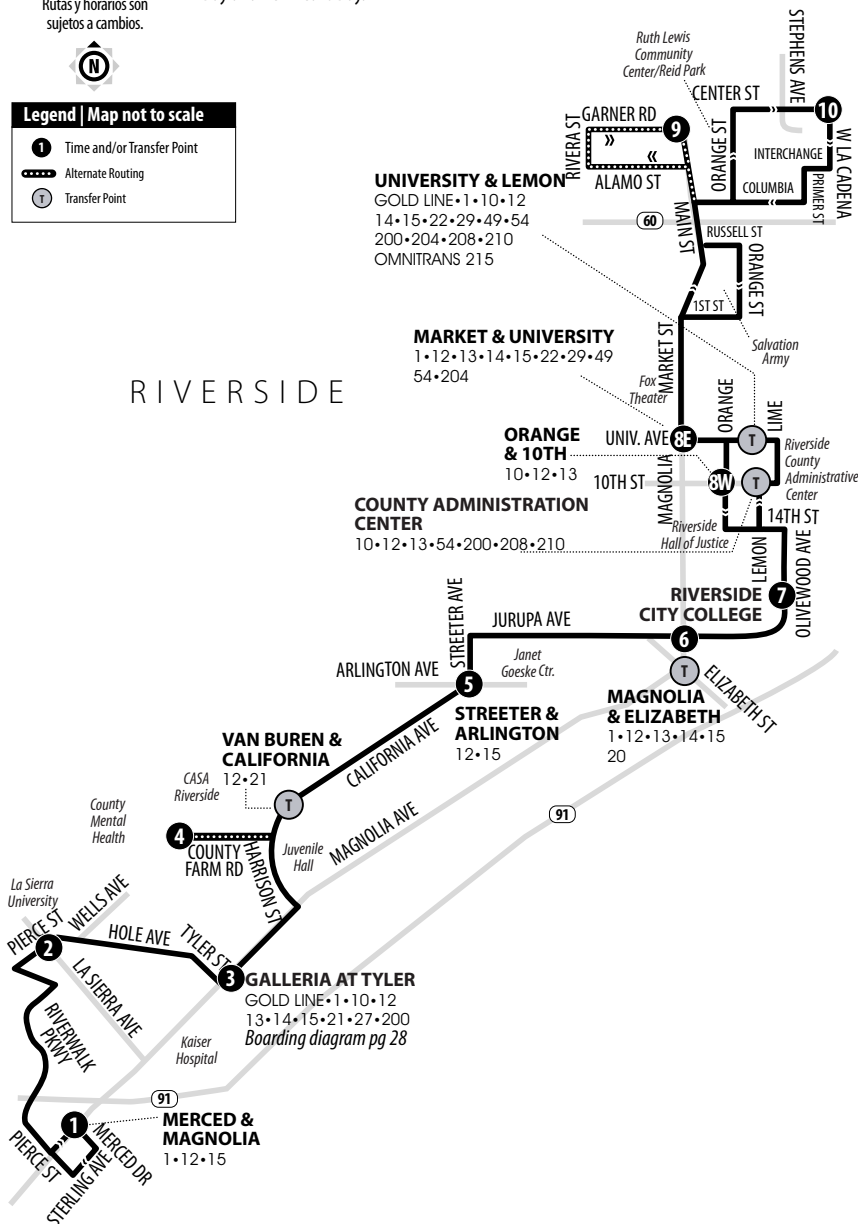 Rutas y horarios son
sujetos a cambios.
N
Legend | Map not to scale
1 Time and/or Transfer Point
Alternate Routing
T Transfer Point
Ruth Lewis
Community
Center/Reid Park
STEPHENS AVE
CENTER ST
10
GARNER RD
9
RIVERA ST
ORANGE ST
W LA CADENA
INTERCHANGE
ALAMO ST
COLUMBIA
PRIMER ST
UNIVERSITY & LEMON
GOLD LINE•1•10•12
14•15•22•29•49•54
200•204•208•210
OMNITRANS 215
MAIN ST
60
RUSSELL ST
ORANGE ST
1ST ST
Salvation
Army
MARKET & UNIVERSITY
1•12•13•14•15•22•29•49
54•204
MARKET ST
Fox
Theater
RIVERSIDE
ORANGE
LIME
ORANGE
& 10TH
10•12•13
UNIV. AVE
8E
T
Riverside
County
Administrative
Center
10TH ST
8W
T
MAGNOLIA
COUNTY ADMINISTRATION
CENTER
10•12•13•54•200•208•210
14TH ST
Riverside
Hall of Justice
LEMON
OLIVEWOOD AVE
RIVERSIDE
CITY COLLEGE
7
STREETER AVE
JURUPA AVE
6
ARLINGTON AVE
Janet
Goeske Ctr.
5
T
ELIZABETH ST
STREETER &
ARLINGTON
12•15
MAGNOLIA
& ELIZABETH
1•12•13•14•15
20
VAN BUREN &
CALIFORNIA
12•21
CALIFORNIA AVE
CASA
Riverside
T
County
Mental
Health
4
COUNTY
FARM RD
HARRISON ST
Juvenile
Hall
MAGNOLIA AVE
91
La Sierra
University
WELLS AVE
PIERCE ST
2
HOLE AVE
TYLER ST
3
GALLERIA AT TYLER
GOLD LINE•1•10•12
13•14•15•21•27•200
Boarding diagram pg 28
LA SIERRA AVE
RIVERWALK
PKWY
Kaiser
Hospital
91
1
MERCED &
MAGNOLIA
1•12•15
MERCED DR
PIERCE ST
STERLING AVE